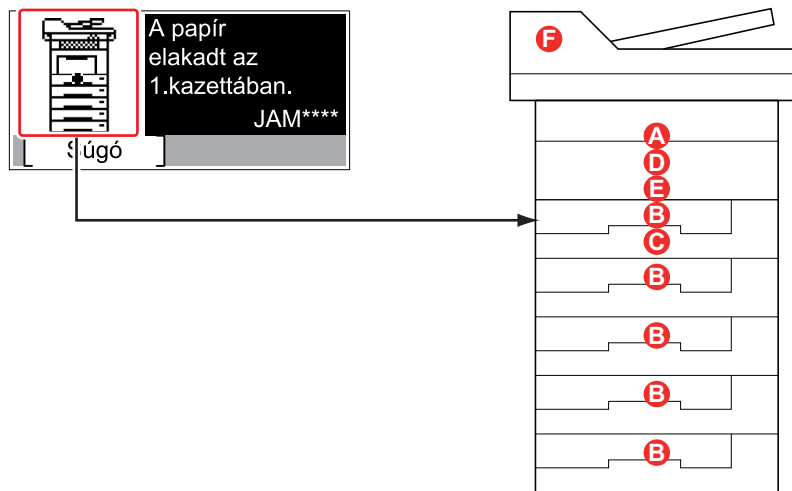 A papír
elakadt az
1.kazettában.
JAM****
Súgó
F
A
D
E
B
C
B
B
B
B